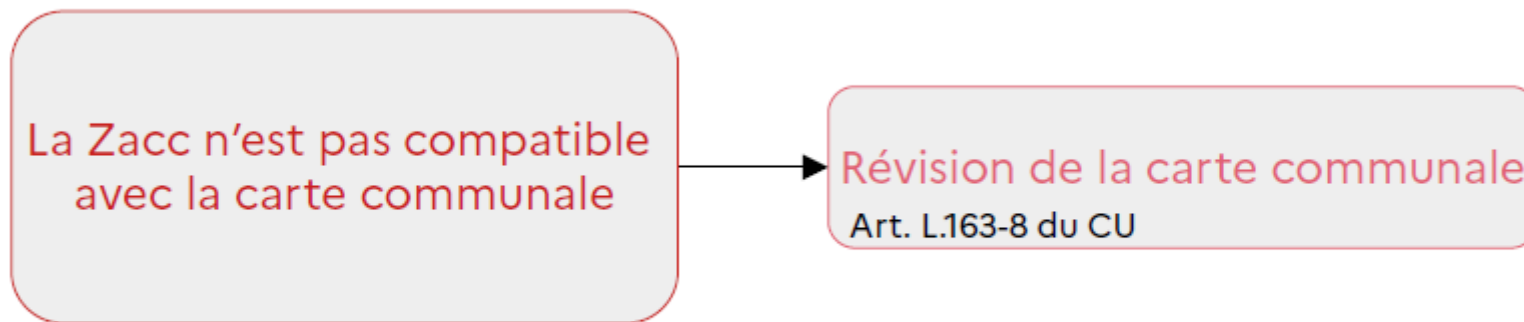 La Zacc n’est pas compatible
avec la carte communale
Révision de la carte communale
Art. L.163-8 du CU